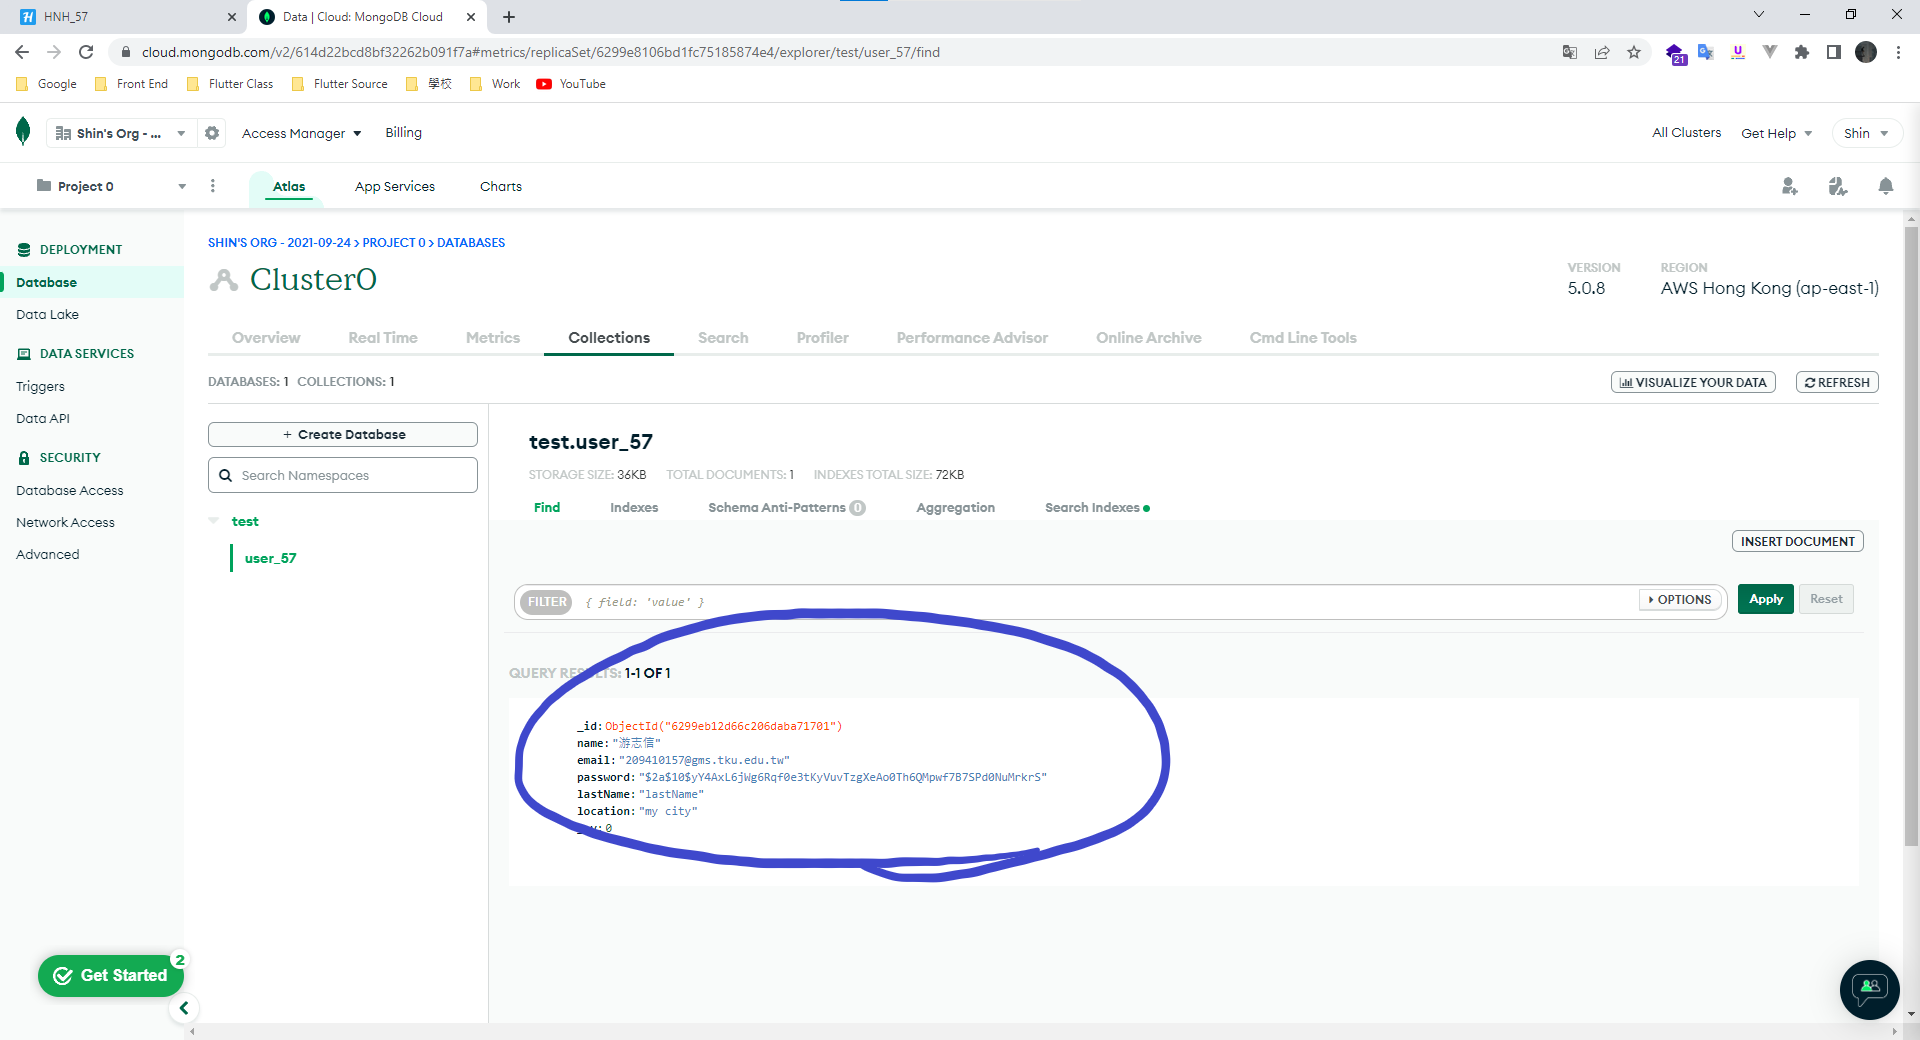 HNH_57
Data | Cloud: MongoDB Cloud
cloud.mongodb.com/v2/614d22bcd8bf32262b091f7a#metrics/replicaSet/6299e8106bd1fc75185874e4/explorer/test/user_57/find
21
Google Front End Flutter Class Flutter Source 學校 Work YouTube
Shin's Org - ... Access Manager Billing All Clusters Get Help Shin
Project 0 Atlas App Services Charts
DEPLOYMENT
Database
Data Lake
DATA SERVICES
Triggers
Data API
SECURITY
Database Access
Network Access
Advanced
Get Started
2
SHIN'S ORG - 2021-09-24 > PROJECT 0 > DATABASES
Cluster0
VERSION
5.0.8
REGION
AWS Hong Kong (ap-east-1)
Overview Real Time Metrics Collections Search Profiler Performance Advisor Online Archive Cmd Line Tools
DATABASES: 1 COLLECTIONS: 1
VISUALIZE YOUR DATA REFRESH
+ Create Database
Search Namespaces
test
user_57
test.user_57
STORAGE SIZE: 36KB TOTAL DOCUMENTS: 1 INDEXES TOTAL SIZE: 72KB
Find Indexes Schema Anti-Patterns 0 Aggregation Search Indexes
INSERT DOCUMENT
FILTER { field: 'value' } OPTIONS Apply Reset
QUERY RESULTS: 1-1 OF 1
_id: ObjectId("6299eb12d66c206daba71701")
name: "游志信"
email: "209410157@gms.tku.edu.tw"
password: "$2a$10$yY4AxL6jWg6Rqf0e3tKyVuvTzgXeAo0Th6QMpwf7B7SPd0NuMrkrS"
lastName: "lastName"
location: "my city"
0